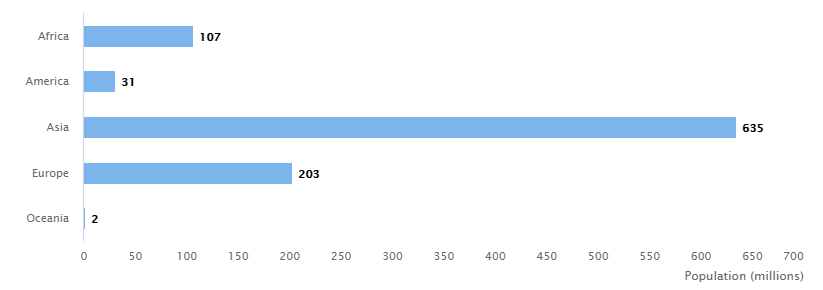 Africa 107
America 31
Asia 635
Europe 203
Oceania 2
0 50 100 150 200 250 300 350 400 450 500 550 600 650 700
Population (millions)